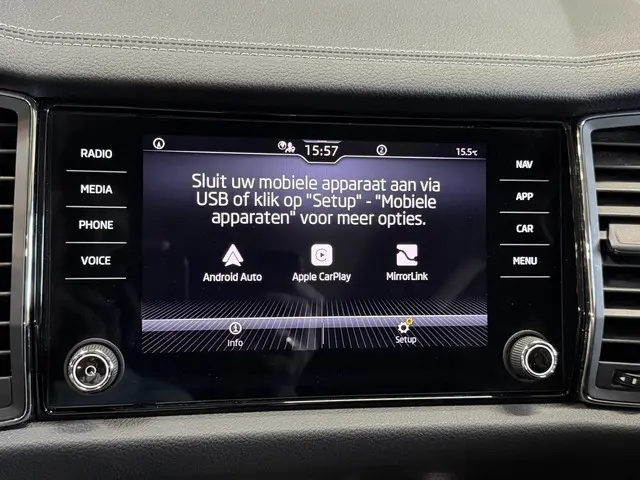 RADIO
MEDIA
PHONE
VOICE
15:57
2
15.5°C
Sluit uw mobiele apparaat aan via
USB of klik op "Setup" - "Mobiele
apparaten" voor meer opties.
Android Auto
Apple CarPlay
MirrorLink
Info
Setup
NAV
APP
CAR
MENU